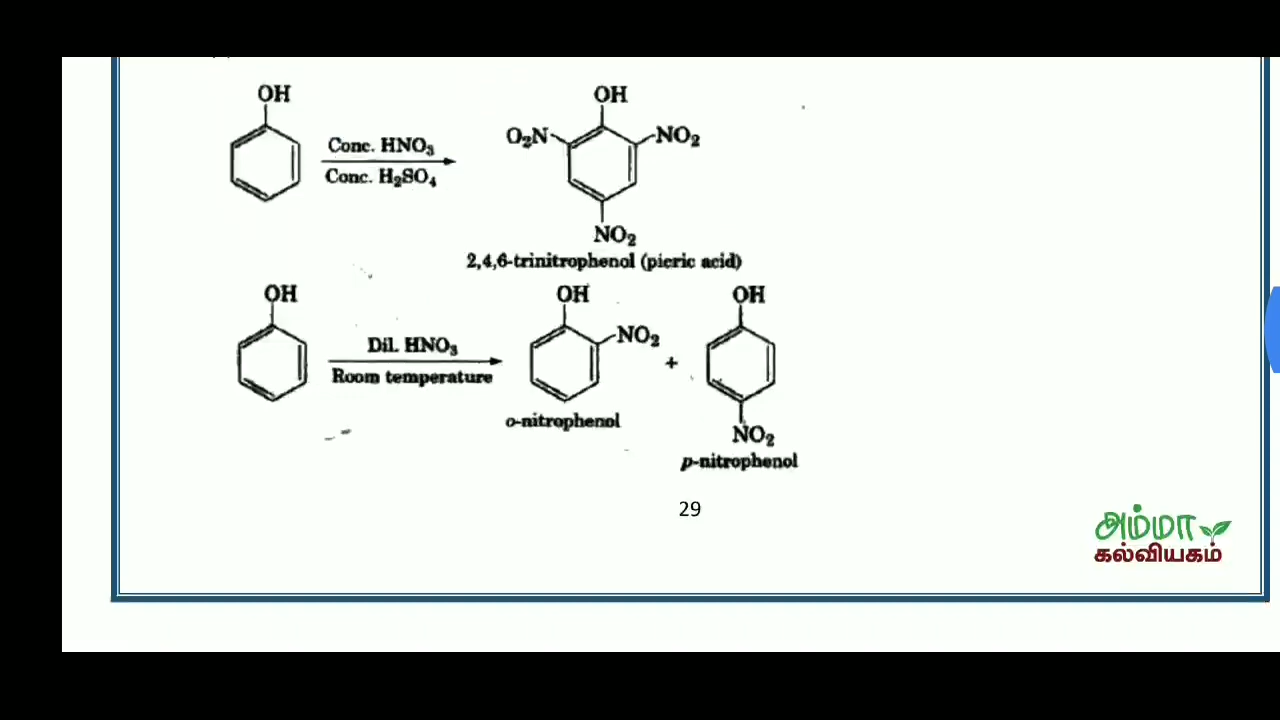 OH
Conc. HNO₃
Conc. H₂SO₄
OH
O₂N
NO₂
NO₂
2,4,6-trinitrophenol (picric acid)
OH
Dil. HNO₃
Room temperature
OH
NO₂
o-nitrophenol
+
OH
NO₂
p-nitrophenol
29
அம்மா
கல்வியகம்